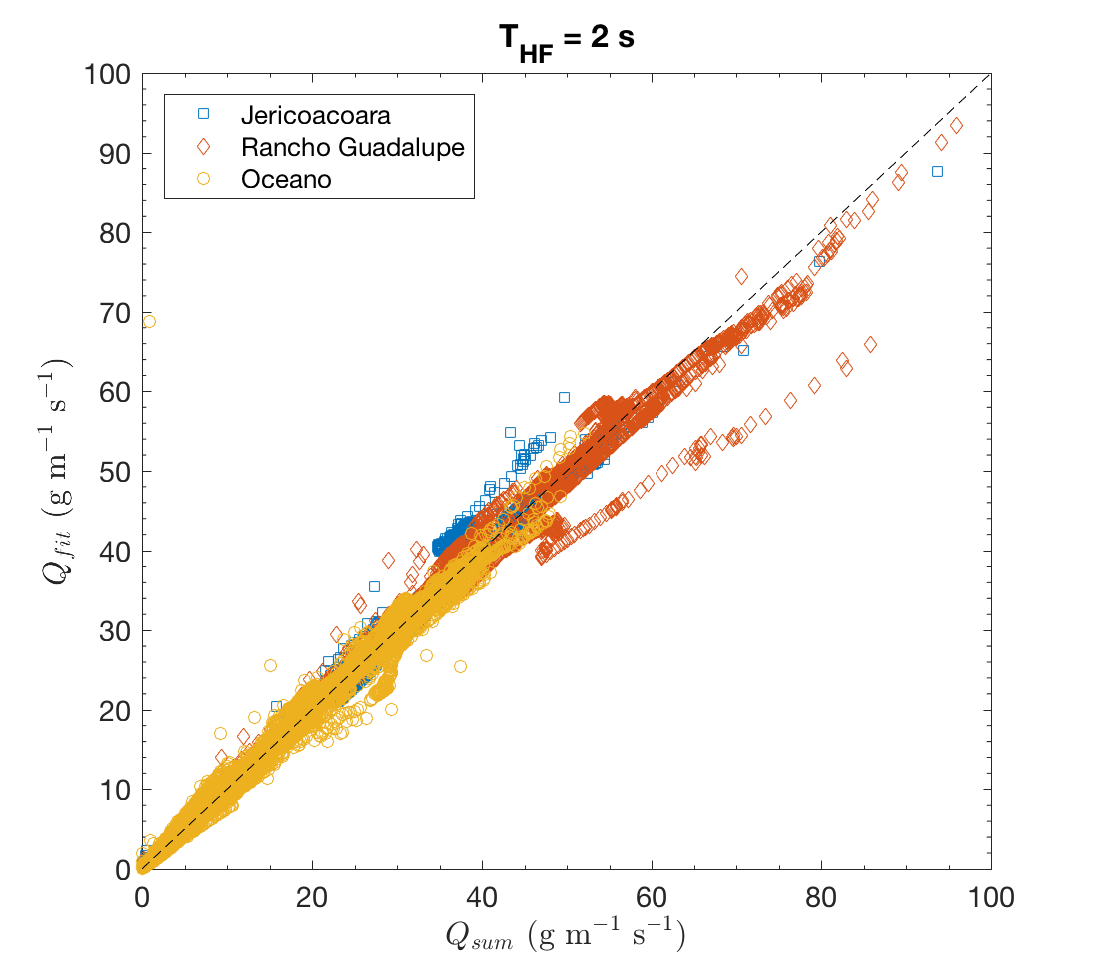 T_HF = 2 s
100
90
80
70
60
50
40
30
20
10
0
Jericoacoara
Rancho Guadalupe
Oceano
Q_fit (g m⁻¹ s⁻¹)
0 20 40 60 80 100
Q_sum (g m⁻¹ s⁻¹)